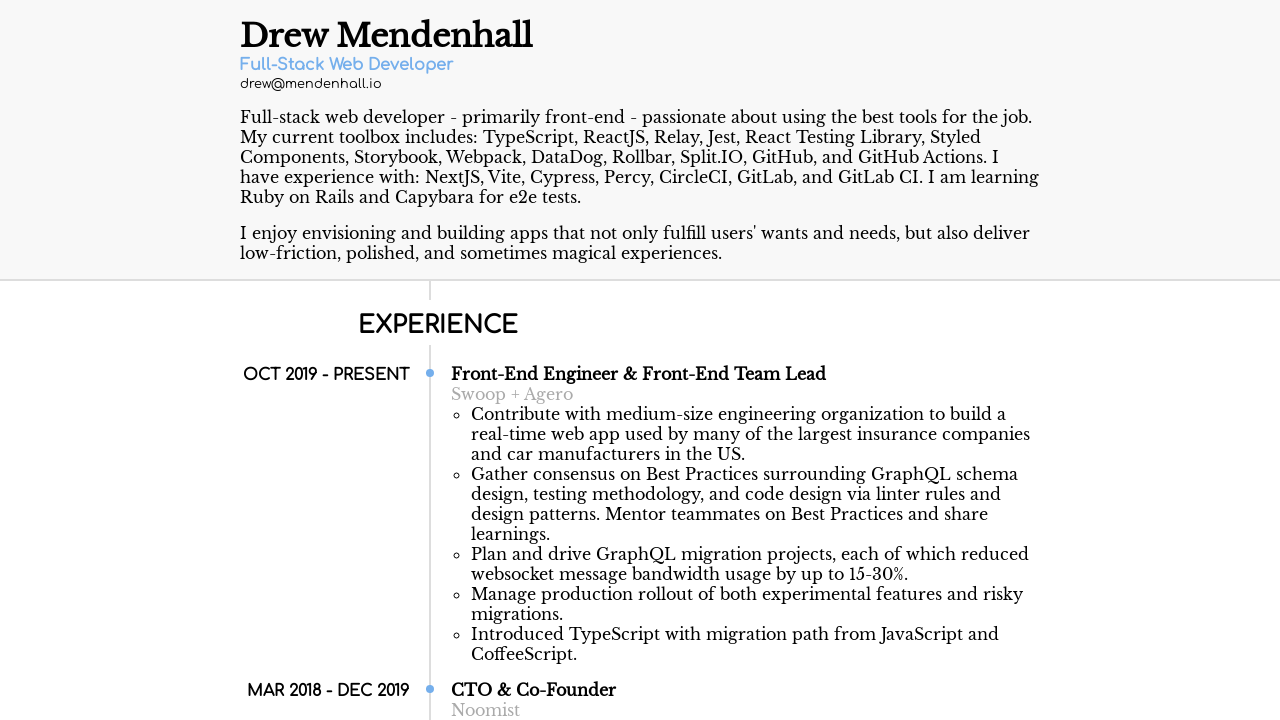 Drew Mendenhall
Full-Stack Web Developer
drew@mendenhall.io
Full-stack web developer - primarily front-end - passionate about using the best tools for the job.
My current toolbox includes: TypeScript, ReactJS, Relay, Jest, React Testing Library, Styled
Components, Storybook, Webpack, DataDog, Rollbar, Split.IO, GitHub, and GitHub Actions. I
have experience with: NextJS, Vite, Cypress, Percy, CircleCI, GitLab, and GitLab CI. I am learning
Ruby on Rails and Capybara for e2e tests.
I enjoy envisioning and building apps that not only fulfill users' wants and needs, but also deliver
low-friction, polished, and sometimes magical experiences.
EXPERIENCE
OCT 2019 - PRESENT
Front-End Engineer & Front-End Team Lead
Swoop + Agero
Contribute with medium-size engineering organization to build a
real-time web app used by many of the largest insurance companies
and car manufacturers in the US.
Gather consensus on Best Practices surrounding GraphQL schema
design, testing methodology, and code design via linter rules and
design patterns. Mentor teammates on Best Practices and share
learnings.
Plan and drive GraphQL migration projects, each of which reduced
websocket message bandwidth usage by up to 15-30%.
Manage production rollout of both experimental features and risky
migrations.
Introduced TypeScript with migration path from JavaScript and
CoffeeScript.
MAR 2018 - DEC 2019
CTO & Co-Founder
Noomist